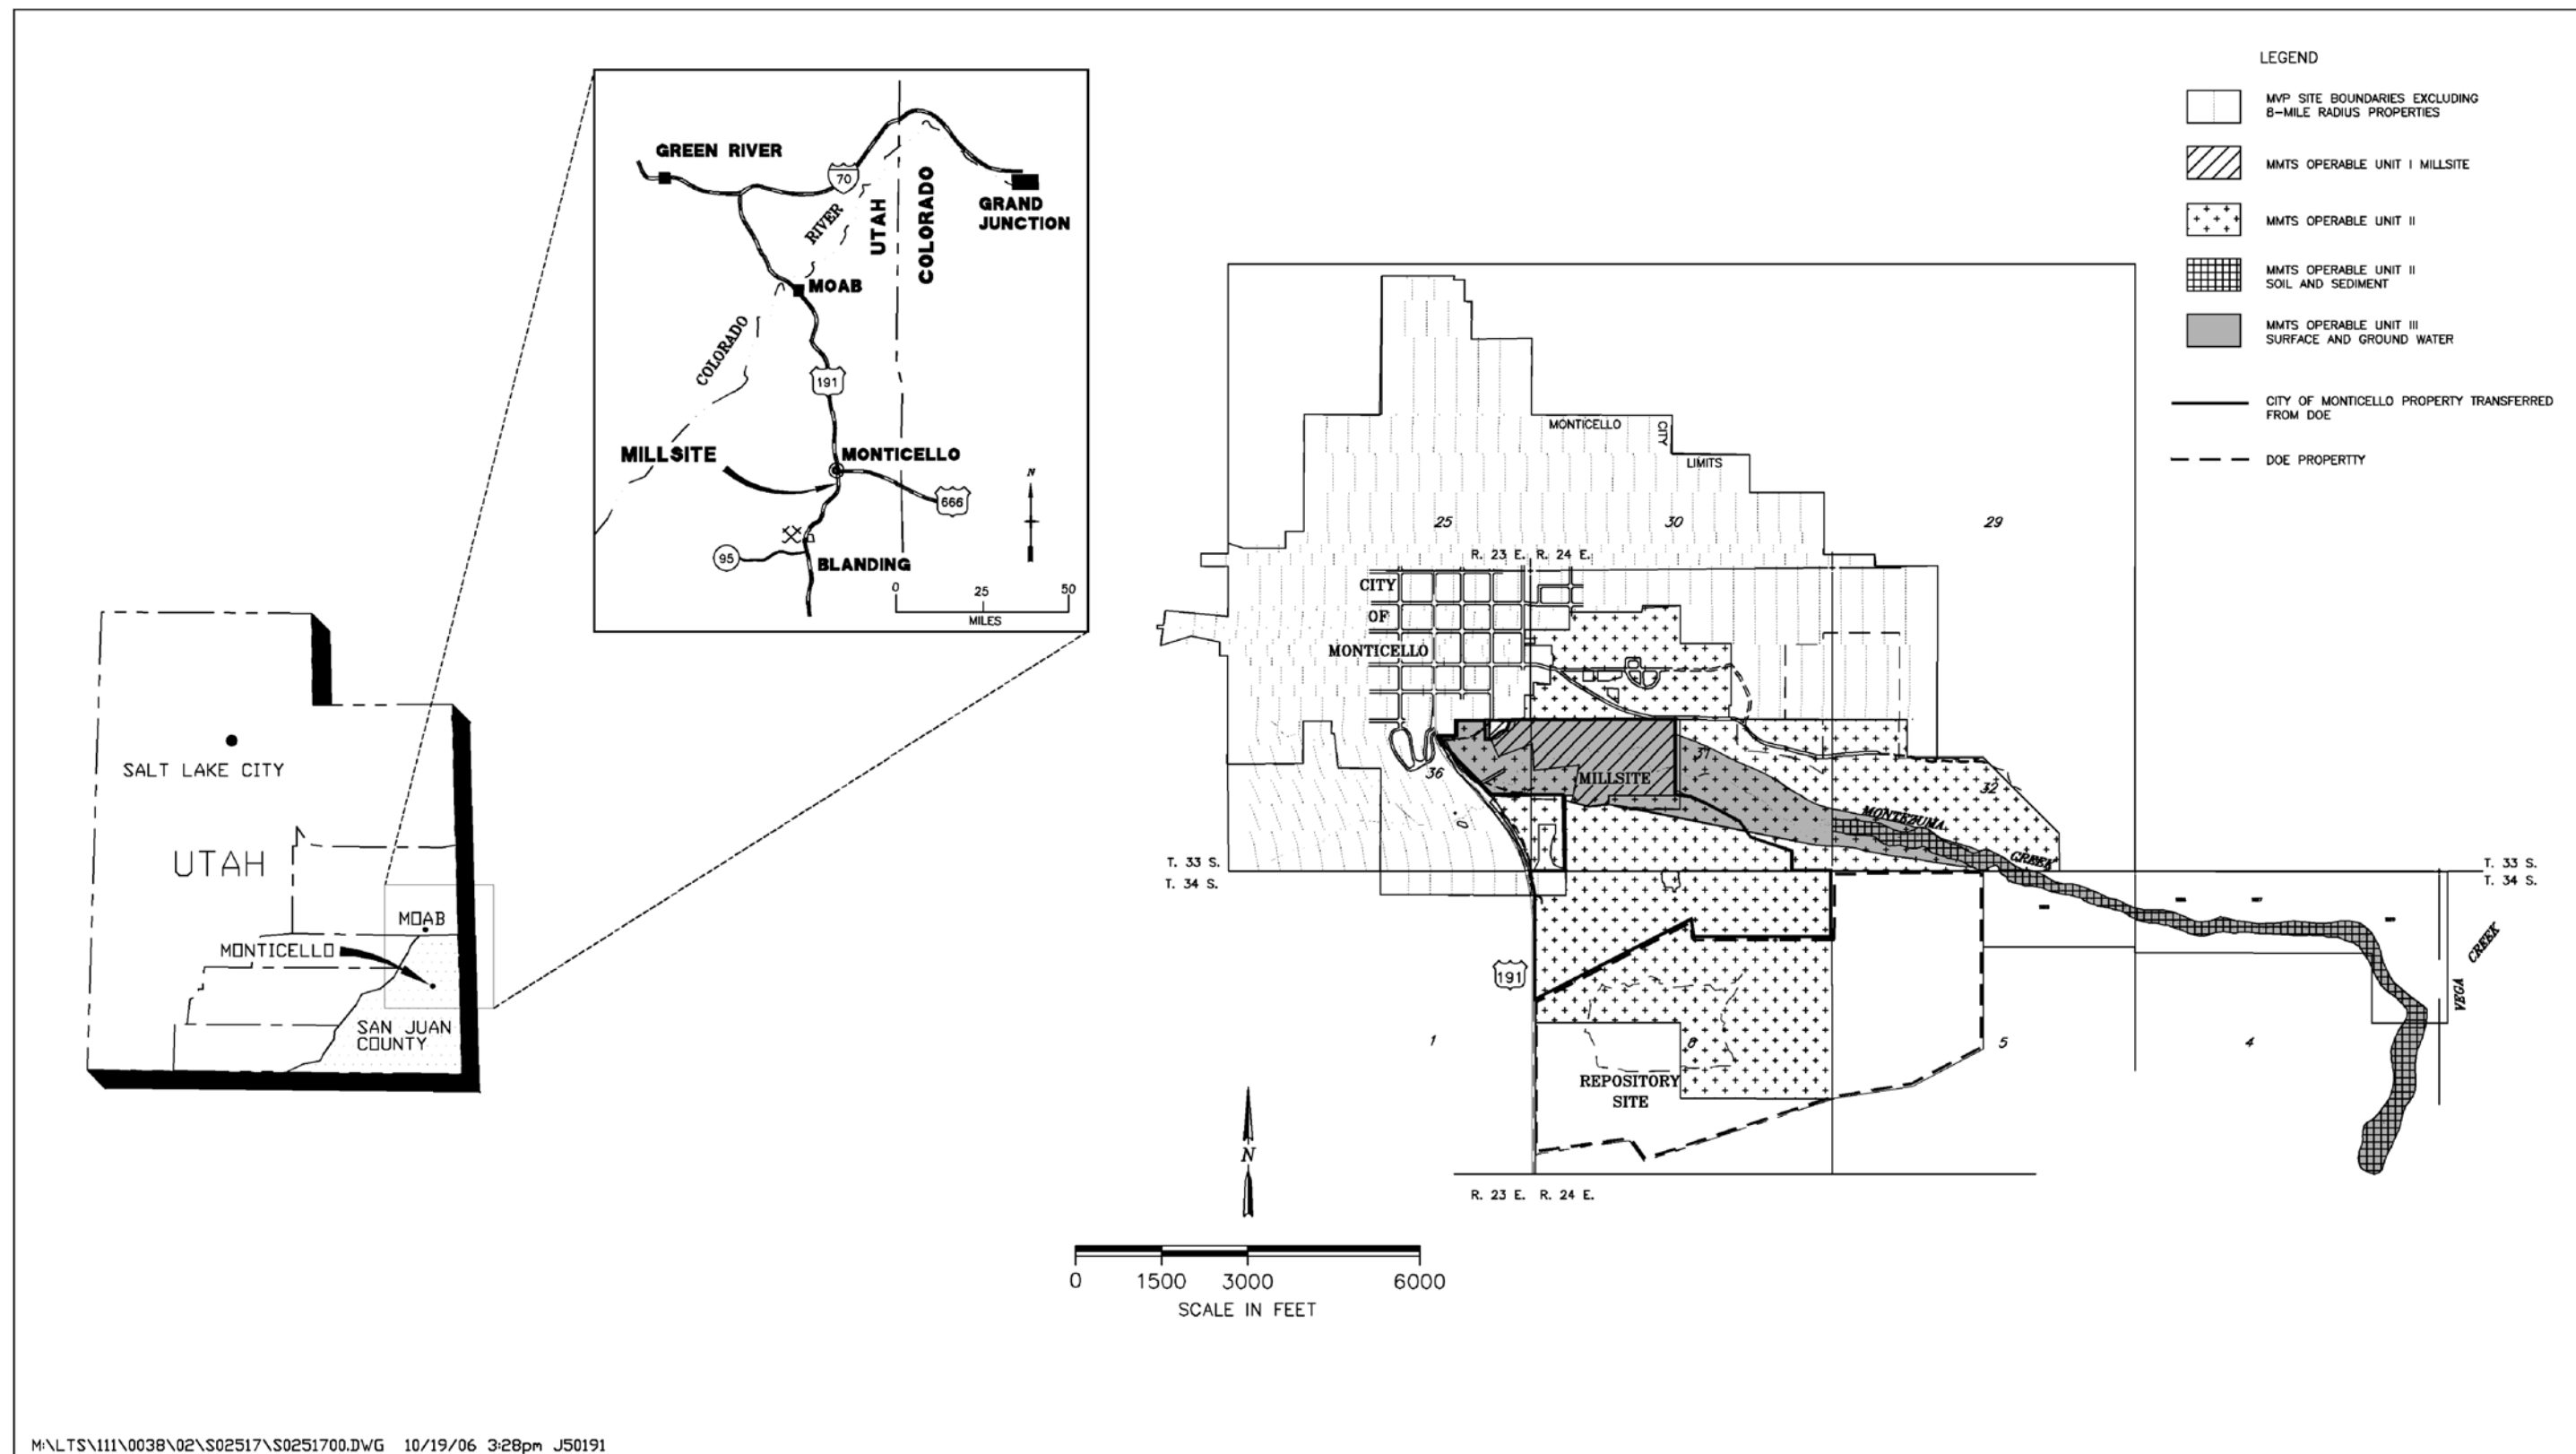 LEGEND
MVP SITE BOUNDARIES EXCLUDING
8-MILE RADIUS PROPERTIES
MMTS OPERABLE UNIT I MILLSITE
MMTS OPERABLE UNIT II
MMTS OPERABLE UNIT II
SOIL AND SEDIMENT
MMTS OPERABLE UNIT III
SURFACE AND GROUND WATER
CITY OF MONTICELLO PROPERTY TRANSFERRED
FROM DOE
DOE PROPERTTY
GREEN RIVER
70
GRAND
JUNCTION
RIVER
UTAH
COLORADO
MOAB
COLORADO
191
MILLSITE
MONTICELLO
666
N
95
BLANDING
0 25 50
MILES
SALT LAKE CITY
UTAH
MOAB
MONTICELLO
SAN JUAN
COUNTY
MONTICELLO
CITY
LIMITS
25
30
29
R. 23 E. R. 24 E.
CITY
OF
MONTICELLO
36
MILLSITE
31
32
MONTEZUMA
CREEK
T. 33 S.
T. 34 S.
T. 33 S.
T. 34 S.
191
VEGA
CREEK
1
6
5
4
REPOSITORY
SITE
R. 23 E. R. 24 E.
N
0 1500 3000 6000
SCALE IN FEET
M:\LTS\111\0038\02\S02517\S0251700.DWG 10/19/06 3:28pm J50191